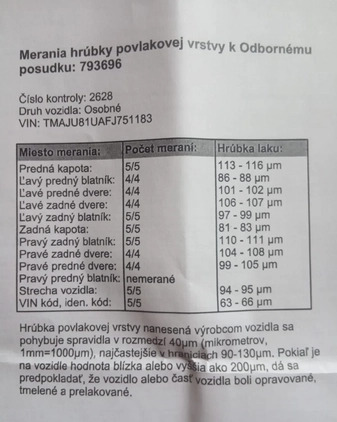 Merania hrúbky povlakovej vrstvy k Odbornému
posudku: 793696
Číslo kontroly: 2628
Druh vozidla: Osobné
VIN: TMAJU81UAFJ751183
Miesto merania: Počet meraní: Hrúbka laku:
Predná kapota: 5/5 113 - 116 µm
Ľavý predný blatník: 4/4 86 - 88 µm
Ľavé predné dvere: 4/4 101 - 102 µm
Ľavé zadné dvere: 4/4 106 - 107 µm
Ľavý zadný blatník: 5/5 97 - 99 µm
Zadná kapota: 5/5 81 - 83 µm
Pravý zadný blatník: 5/5 110 - 111 µm
Pravé zadné dvere: 4/4 104 - 108 µm
Pravé predné dvere: 4/4 99 - 105 µm
Pravý predný blatník: nemerané
Strecha vozidla: 5/5 94 - 95 µm
VIN kód, iden. kód: 5/5 63 - 66 µm
Hrúbka povlakovej vrstvy nanesená výrobcom vozidla sa
pohybuje spravidla v rozmedzí 40µm (mikrometrov,
1mm=1000µm), najčastejšie v hraniciach 90-130µm. Pokiaľ je
na vozidle hodnota blízka alebo vyššia ako 200µm, dá sa
predpokladať, že vozidlo alebo časť vozidla boli opravované,
tmelené a prelakované.